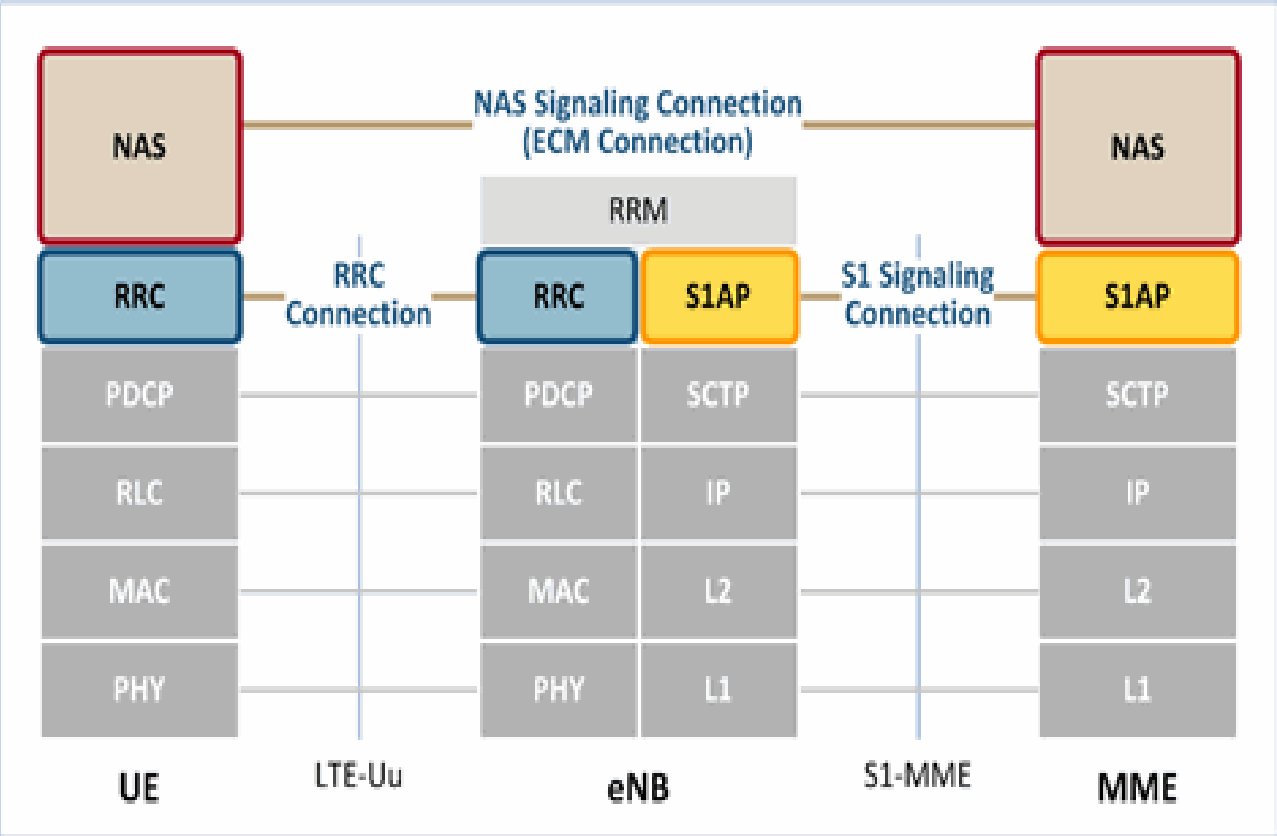 NAS
NAS Signaling Connection
(ECM Connection)
NAS
RRM
RRC
RRC
Connection
RRC
S1AP
S1 Signaling
Connection
S1AP
PDCP
PDCP
SCTP
SCTP
RLC
RLC
IP
IP
MAC
MAC
L2
L2
PHY
PHY
L1
L1
UE
LTE-Uu
eNB
S1-MME
MME